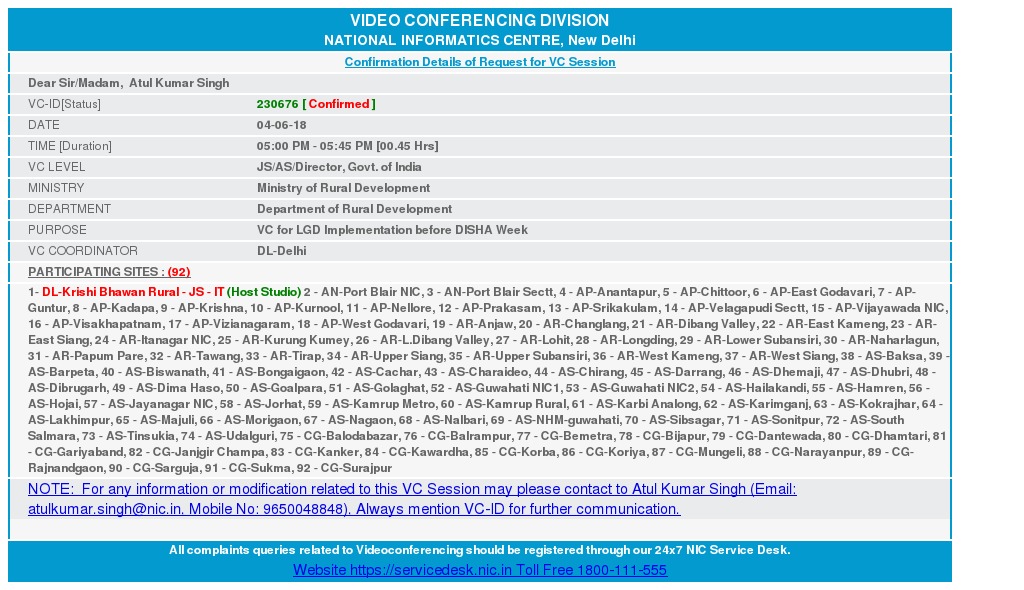 VIDEO CONFERENCING DIVISION
NATIONAL INFORMATICS CENTRE, New Delhi
Confirmation Details of Request for VC Session
Dear Sir/Madam,  Atul Kumar Singh
VC-ID[Status] 230676 [ Confirmed ]
DATE 04-06-18
TIME [Duration] 05:00 PM - 05:45 PM [00.45 Hrs]
VC LEVEL JS/AS/Director, Govt. of India
MINISTRY Ministry of Rural Development
DEPARTMENT Department of Rural Development
PURPOSE VC for LGD Implementation before DISHA Week
VC COORDINATOR DL-Delhi
PARTICIPATING SITES : (92)
1- DL-Krishi Bhawan Rural - JS - IT (Host Studio) 2 - AN-Port Blair NIC, 3 - AN-Port Blair Sectt, 4 - AP-Anantapur, 5 - AP-Chittoor, 6 - AP-East Godavari, 7 - AP-
Guntur, 8 - AP-Kadapa, 9 - AP-Krishna, 10 - AP-Kurnool, 11 - AP-Nellore, 12 - AP-Prakasam, 13 - AP-Srikakulam, 14 - AP-Velagapudi Sectt, 15 - AP-Vijayawada NIC,
16 - AP-Visakhapatnam, 17 - AP-Vizianagaram, 18 - AP-West Godavari, 19 - AR-Anjaw, 20 - AR-Changlang, 21 - AR-Dibang Valley, 22 - AR-East Kameng, 23 - AR-
East Siang, 24 - AR-Itanagar NIC, 25 - AR-Kurung Kumey, 26 - AR-L.Dibang Valley, 27 - AR-Lohit, 28 - AR-Longding, 29 - AR-Lower Subansiri, 30 - AR-Naharlagun,
31 - AR-Papum Pare, 32 - AR-Tawang, 33 - AR-Tirap, 34 - AR-Upper Siang, 35 - AR-Upper Subansiri, 36 - AR-West Kameng, 37 - AR-West Siang, 38 - AS-Baksa, 39 -
AS-Barpeta, 40 - AS-Biswanath, 41 - AS-Bongaigaon, 42 - AS-Cachar, 43 - AS-Charaideo, 44 - AS-Chirang, 45 - AS-Darrang, 46 - AS-Dhemaji, 47 - AS-Dhubri, 48 -
AS-Dibrugarh, 49 - AS-Dima Haso, 50 - AS-Goalpara, 51 - AS-Golaghat, 52 - AS-Guwahati NIC1, 53 - AS-Guwahati NIC2, 54 - AS-Hailakandi, 55 - AS-Hamren, 56 -
AS-Hojai, 57 - AS-Jayanagar NIC, 58 - AS-Jorhat, 59 - AS-Kamrup Metro, 60 - AS-Kamrup Rural, 61 - AS-Karbi Analong, 62 - AS-Karimganj, 63 - AS-Kokrajhar, 64 -
AS-Lakhimpur, 65 - AS-Majuli, 66 - AS-Morigaon, 67 - AS-Nagaon, 68 - AS-Nalbari, 69 - AS-NHM-guwahati, 70 - AS-Sibsagar, 71 - AS-Sonitpur, 72 - AS-South
Salmara, 73 - AS-Tinsukia, 74 - AS-Udalguri, 75 - CG-Balodabazar, 76 - CG-Balrampur, 77 - CG-Bemetra, 78 - CG-Bijapur, 79 - CG-Dantewada, 80 - CG-Dhamtari, 81
- CG-Gariyaband, 82 - CG-Janjgir Champa, 83 - CG-Kanker, 84 - CG-Kawardha, 85 - CG-Korba, 86 - CG-Koriya, 87 - CG-Mungeli, 88 - CG-Narayanpur, 89 - CG-
Rajnandgaon, 90 - CG-Sarguja, 91 - CG-Sukma, 92 - CG-Surajpur
NOTE:  For any information or modification related to this VC Session may please contact to Atul Kumar Singh (Email:
atulkumar.singh@nic.in, Mobile No: 9650048848). Always mention VC-ID for further communication.
All complaints queries related to Videoconferencing should be registered through our 24x7 NIC Service Desk.
Website https://servicedesk.nic.in Toll Free 1800-111-555